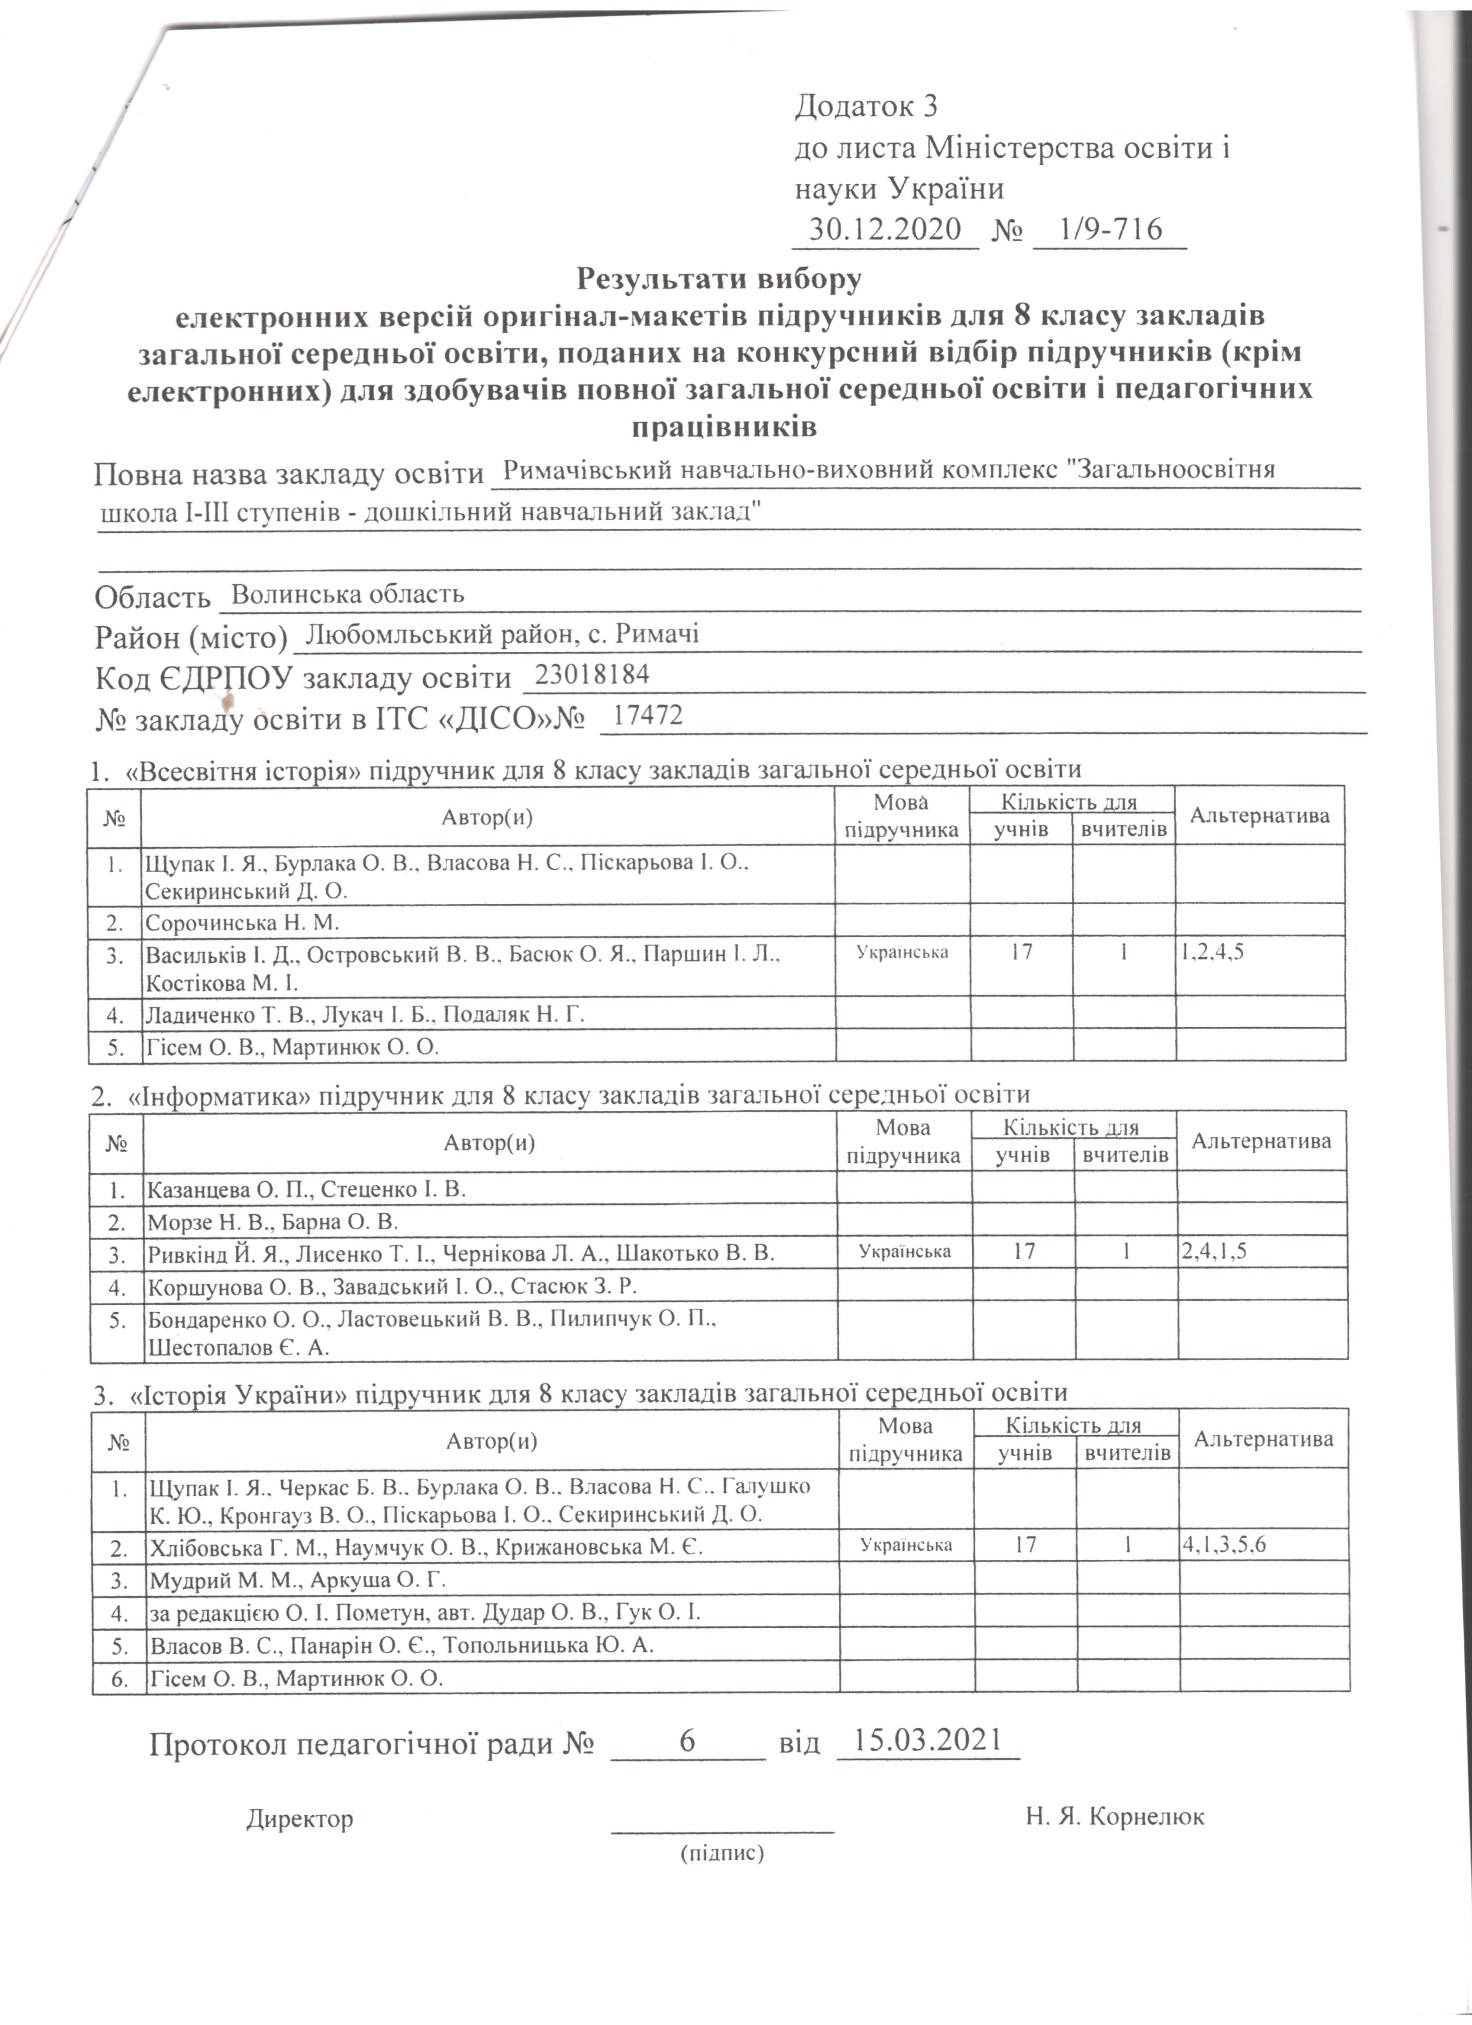 Додаток 3
до листа Міністерства освіти і
науки України
30.12.2020 № 1/9-716
Результати вибору
електронних версій оригінал-макетів підручників для 8 класу закладів
загальної середньої освіти, поданих на конкурсний відбір підручників (крім
електронних) для здобувачів повної загальної середньої освіти і педагогічних
працівників
Повна назва закладу освіти Римачівський навчально-виховний комплекс "Загальноосвітня
школа І-ІІІ ступенів - дошкільний навчальний заклад"
Область Волинська область
Район (місто) Любомльський район, с. Римачі
Код ЄДРПОУ закладу освіти 23018184
№ закладу освіти в ІТС «ДІСО»№ 17472
1. «Всесвітня історія» підручник для 8 класу закладів загальної середньої освіти
№ Автор(и) Мова підручника Кількість для учнів вчителів Альтернатива
1. Щупак І. Я., Бурлака О. В., Власова Н. С., Піскарьова І. О.,
Секиринський Д. О.
2. Сорочинська Н. М.
3. Васильків І. Д., Островський В. В., Басюк О. Я., Паршин І. Л., Українська 17 1 1,2,4,5
Костікова М. І.
4. Ладиченко Т. В., Лукач І. Б., Подаляк Н. Г.
5. Гісем О. В., Мартинюк О. О.
2. «Інформатика» підручник для 8 класу закладів загальної середньої освіти
№ Автор(и) Мова підручника Кількість для учнів вчителів Альтернатива
1. Казанцева О. П., Стеценко І. В.
2. Морзе Н. В., Барна О. В.
3. Ривкінд Й. Я., Лисенко Т. І., Чернікова Л. А., Шакотько В. В. Українська 17 1 2,4,1,5
4. Коршунова О. В., Завадський І. О., Стасюк З. Р.
5. Бондаренко О. О., Ластовецький В. В., Пилипчук О. П.,
Шестопалов Є. А.
3. «Історія України» підручник для 8 класу закладів загальної середньої освіти
№ Автор(и) Мова підручника Кількість для учнів вчителів Альтернатива
1. Щупак І. Я., Черкас Б. В., Бурлака О. В., Власова Н. С., Галушко
К. Ю., Кронгауз В. О., Піскарьова І. О., Секиринський Д. О.
2. Хлібовська Г. М., Наумчук О. В., Крижановська М. Є. Українська 17 1 4,1,3,5,6
3. Мудрий М. М., Аркуша О. Г.
4. за редакцією О. І. Пометун, авт. Дудар О. В., Гук О. І.
5. Власов В. С., Панарін О. Є., Топольницька Ю. А.
6. Гісем О. В., Мартинюк О. О.
Протокол педагогічної ради № 6 від 15.03.2021
Директор Н. Я. Корнелюк
(підпис)